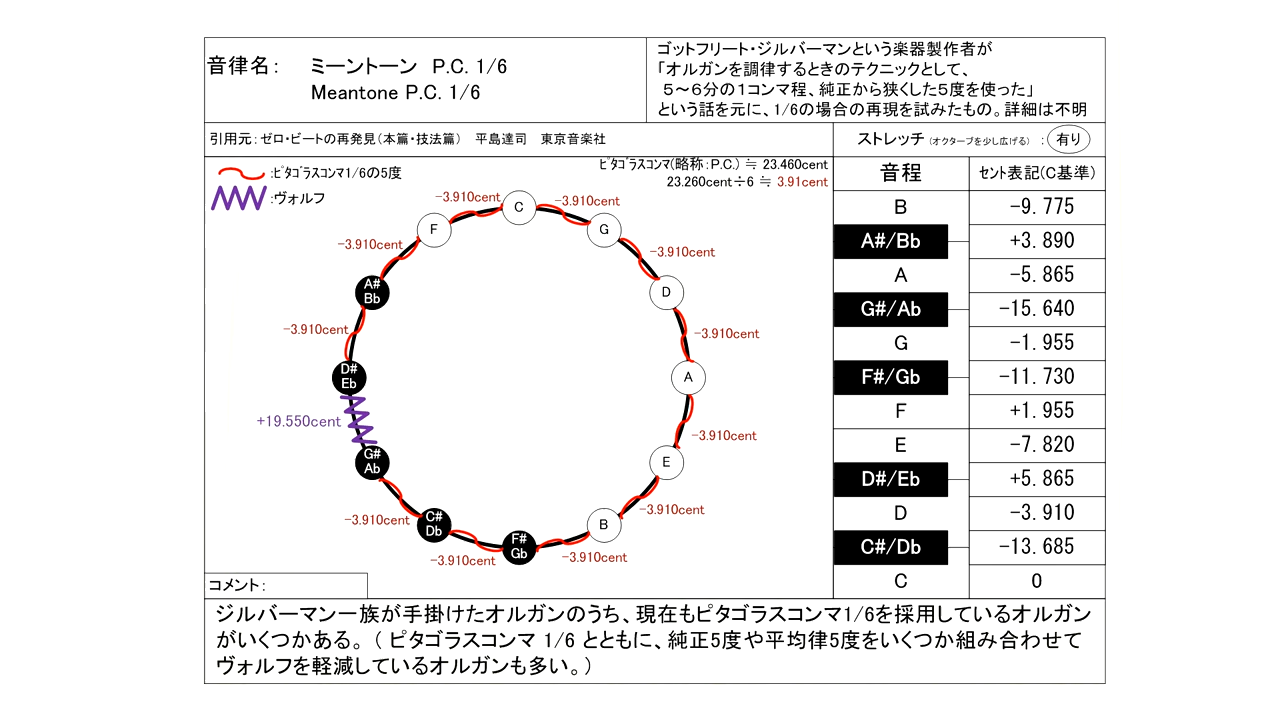 音律名： ミーントーン P.C. 1/6
Meantone P.C. 1/6
ゴットフリート・ジルバーマンという楽器製作者が
「オルガンを調律するときのテクニックとして、
５～６分の１コンマ程、純正から狭くした５度を使った」
という話を元に、1/6の場合の再現を試みたもの。詳細は不明
引用元：ゼロ・ビートの再発見（本篇・技法篇） 平島達司 東京音楽社
ストレッチ（オクターブを少し広げる）：有り
:ﾋﾟﾀｺﾞﾗｽコンマ1/6の5度
:ヴォルフ
ﾋﾟﾀｺﾞﾗｽコンマ(略称：P.C.) ≒ 23.460cent
23.260cent÷6 ≒ 3.91cent
-3.910cent
-3.910cent
C
F
G
-3.910cent
-3.910cent
A#
Bb
D
-3.910cent
-3.910cent
D#
Eb
A
+19.550cent
-3.910cent
G#
Ab
E
-3.910cent
-3.910cent
C#
Db
B
F#
Gb
-3.910cent
-3.910cent
音程 セント表記(C基準)
B -9.775
A#/Bb +3.890
A -5.865
G#/Ab -15.640
G -1.955
F#/Gb -11.730
F +1.955
E -7.820
D#/Eb +5.865
D -3.910
C#/Db -13.685
C 0
コメント：
ジルバーマン一族が手掛けたオルガンのうち、現在もピタゴラスコンマ1/6を採用しているオルガン
がいくつかある。（ ピタゴラスコンマ 1/6 とともに、純正5度や平均律5度をいくつか組み合わせて
ヴォルフを軽減しているオルガンも多い。）